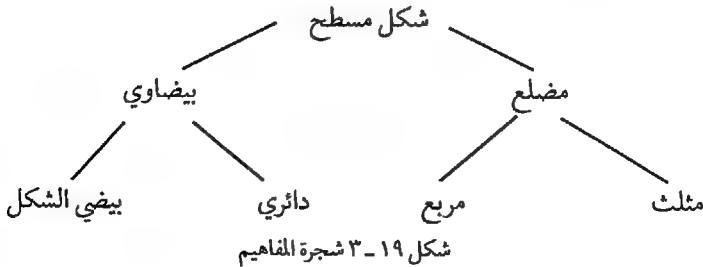 شكل مسطح
مضلع بيضاوي
مثلث مربع دائري بيضي الشكل
شكل ١٩ - ٣ شجرة المفاهيم